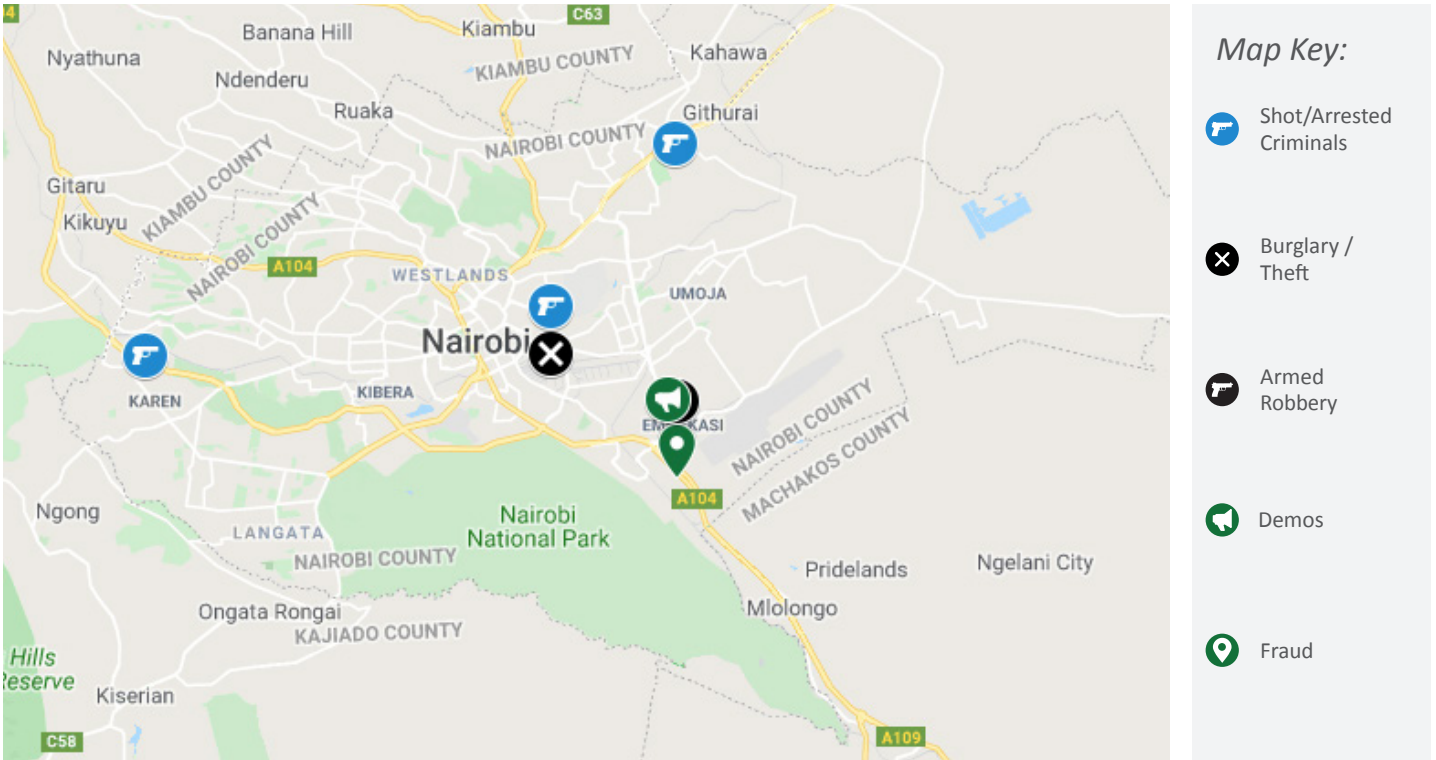 C63
Banana Hill
Kiambu
Nyathuna
KIAMBU COUNTY
Kahawa
Ndenderu
Ruaka
Githurai
NAIROBI COUNTY
KIAMBU COUNTY
Gitaru
Kikuyu
NAIROBI COUNTY
A104
WESTLANDS
UMOJA
Nairobi
KAREN
KIBERA
NAIROBI COUNTY
MACHAKOS COUNTY
A104
Ngong
Nairobi
National Park
LANGATA
NAIROBI COUNTY
Pridelands
Ngelani City
Ongata Rongai
Mlolongo
KAJIADO COUNTY
Hills
Kiserian
C58
A109
Map Key:
Shot/Arrested
Criminals
Burglary /
Theft
Armed
Robbery
Demos
Fraud